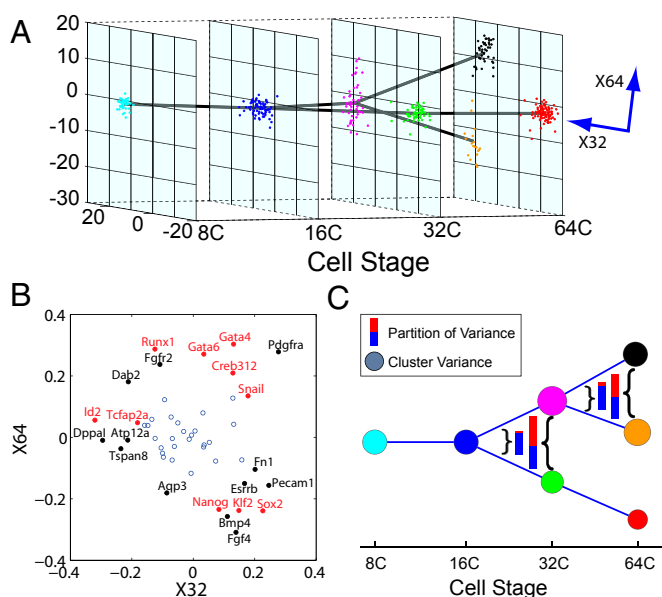 A
20
10
0
-10
-20
-30
20
0
-20
8C
16C
32C
64C
Cell Stage
X64
X32
B
0.4
0.2
0
−0.2
−0.4
−0.4
−0.2
0
0.2
0.4
X64
X32
Runx1
Fgfr2
Gata6
Gata4
Pdgfra
Creb312
Dab2
Snail
Id2
Tcfap2a
Dppal
Atp12a
Tspan8
Fn1
Aqp3
Esrrb
Pecam1
Nanog
Klf2
Sox2
Bmp4
Fgf4
C
Partition of Variance
Cluster Variance
8C
16C
32C
64C
Cell Stage